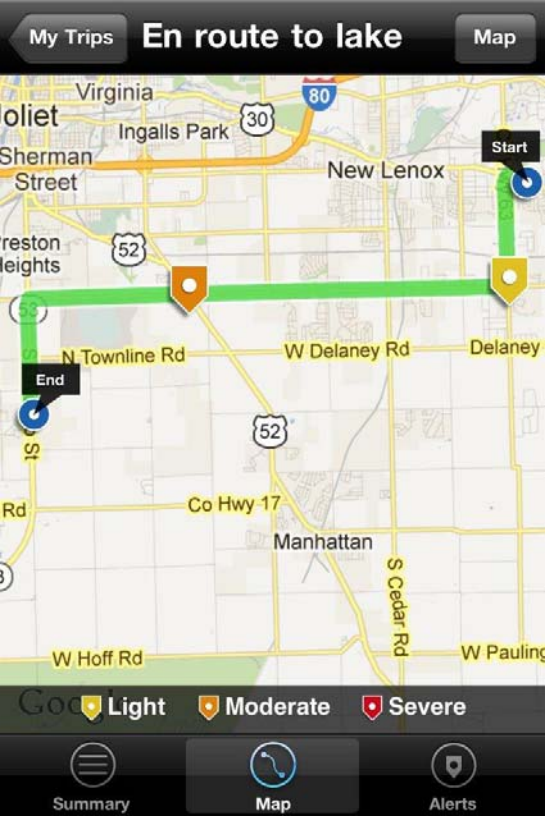 My Trips
En route to lake
Map
Virginia
80
Joliet
30
Ingalls Park
Start
Sherman
Street
New Lenox
52
Preston
Heights
53
N Townline Rd
W Delaney Rd
Delaney
End
St
52
Rd
Co Hwy 17
Manhattan
S Cedar Rd
W Hoff Rd
W Pauling
Google
Light
Moderate
Severe
Summary
Map
Alerts